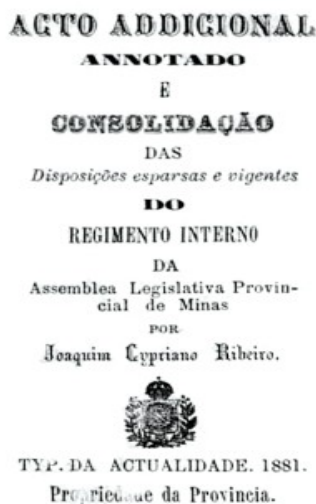 ACTO ADDICIONAL
ANNOTADO
E
CONSOLIDAÇÃO
DAS
Disposições esparsas e vigentes
DO
REGIMENTO INTERNO
DA
Assemblea Legislativa Provin-
cial de Minas
POR
Joaquim Cypriano Ribeiro.
TYP. DA ACTUALIDADE. 1881.
Propriedade da Provincia.